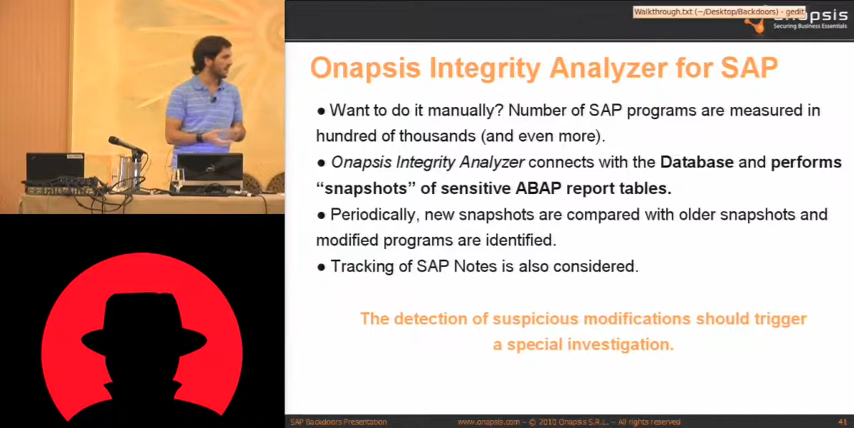 Walkthrough.txt (~/Desktop/Backdoors) - gedit
Securing Business Essentials
Onapsis Integrity Analyzer for SAP
● Want to do it manually? Number of SAP programs are measured in
hundred of thousands (and even more).
● Onapsis Integrity Analyzer connects with the Database and performs
“snapshots” of sensitive ABAP report tables.
● Periodically, new snapshots are compared with older snapshots and
modified programs are identified.
● Tracking of SAP Notes is also considered.
The detection of suspicious modifications should trigger
a special investigation.
SAP Backdoors Presentation
www.onapsis.com – © 2010 Onapsis S.R.L. – All rights reserved
41